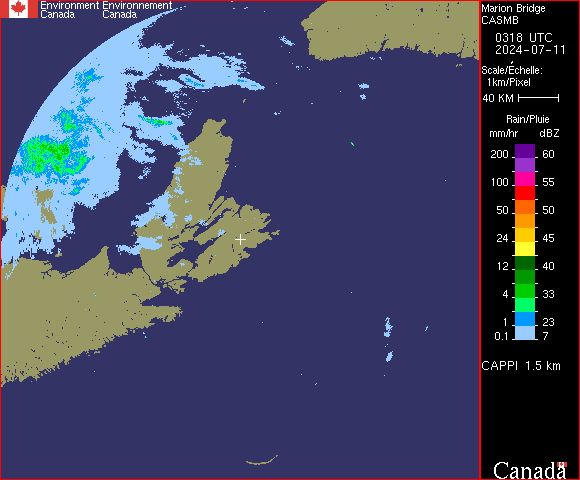 Environment Environnement
Canada Canada
Marion Bridge
CASMB
0318 UTC
2024-07-11
Scale/Échelle:
1km/Pixel
40 KM
Rain/Pluie
mm/hr dBZ
200 60
55
100 55
50 50
24 45
12 40
4 33
1 23
0.1 7
CAPPI 1.5 km
Canada